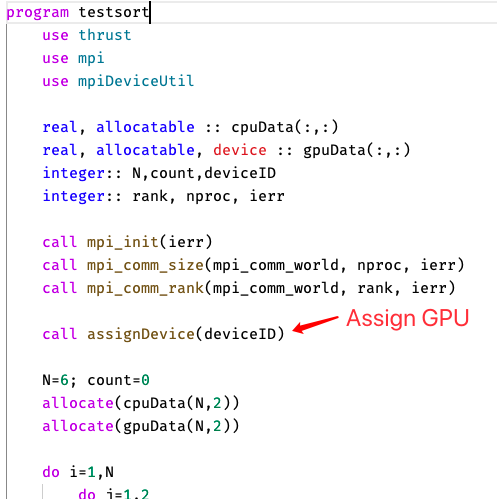 program testsort
use thrust
use mpi
use mpiDeviceUtil
real, allocatable :: cpuData(:,:)
real, allocatable, device :: gpuData(:,:)
integer:: N,count,deviceID
integer:: rank, nproc, ierr
call mpi_init(ierr)
call mpi_comm_size(mpi_comm_world, nproc, ierr)
call mpi_comm_rank(mpi_comm_world, rank, ierr)
call assignDevice(deviceID)
Assign GPU
N=6; count=0
allocate(cpuData(N,2))
allocate(gpuData(N,2))
do i=1,N
do j=1,2